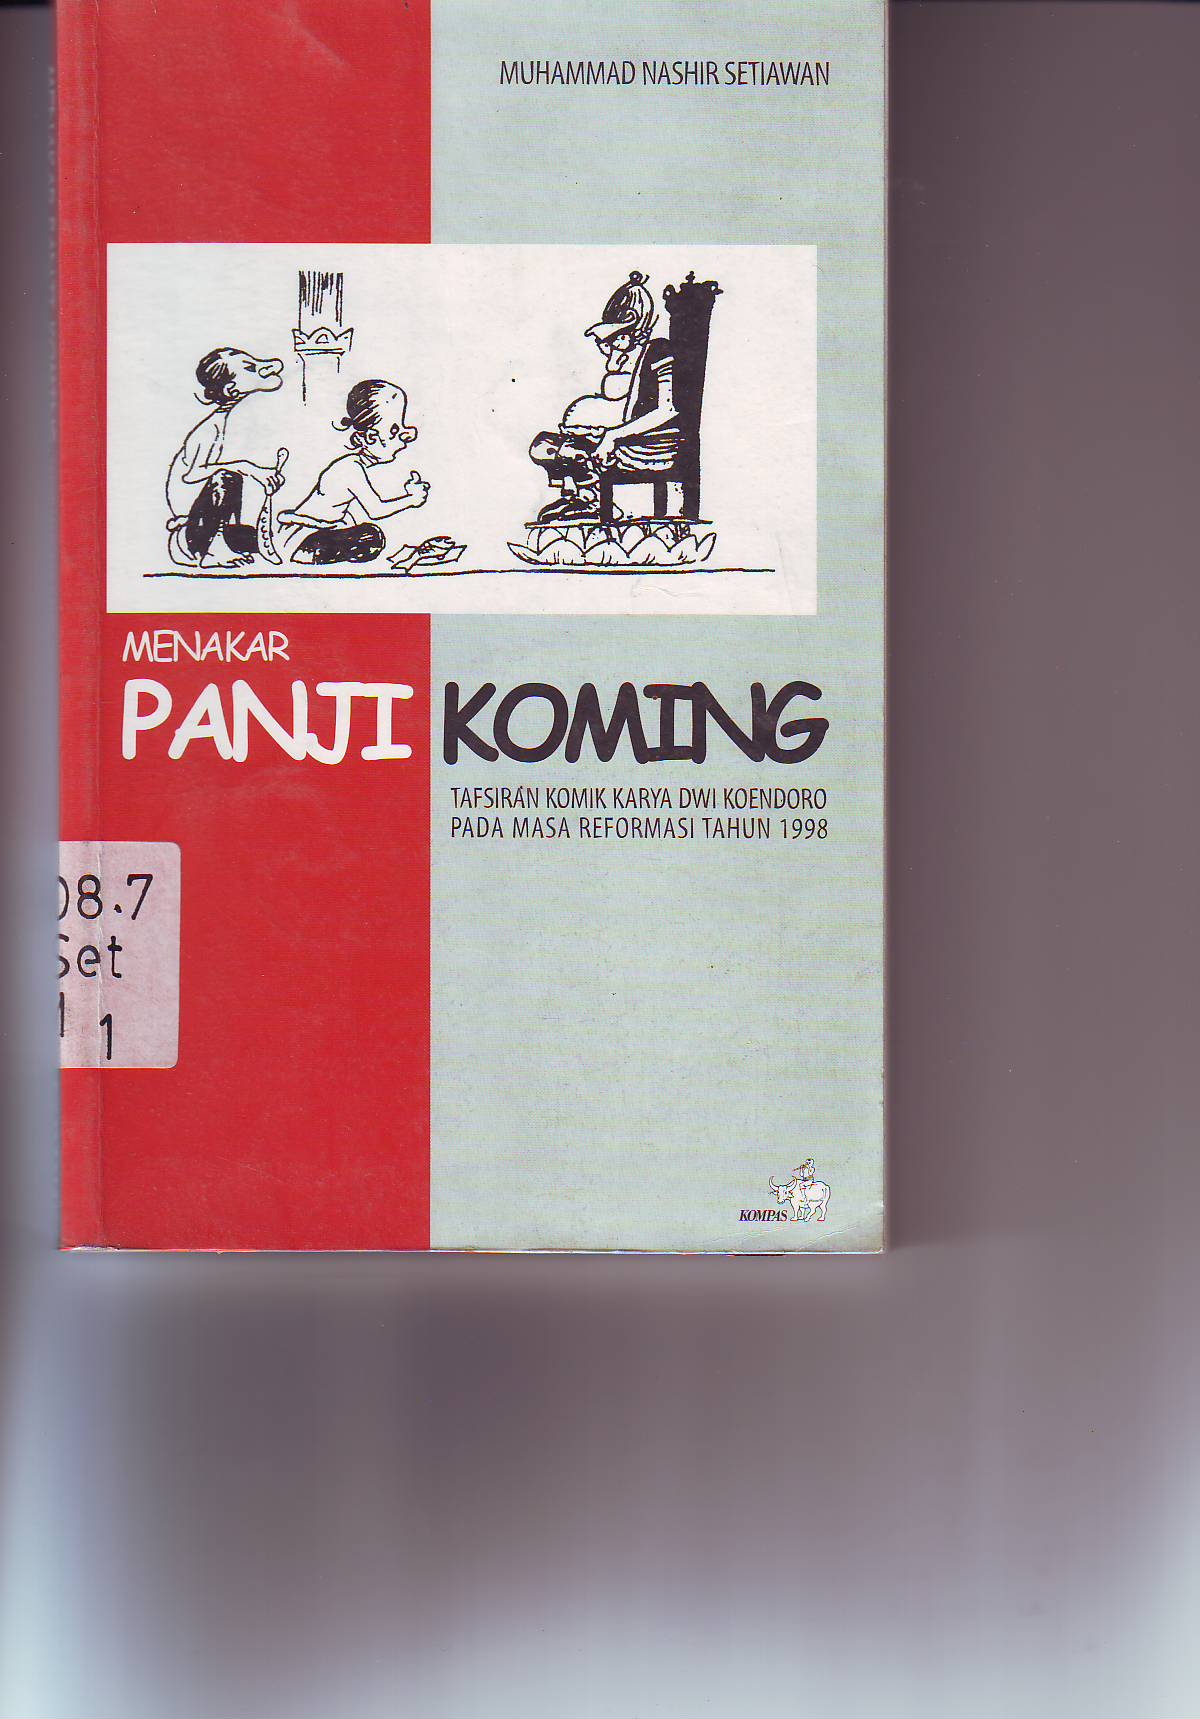 MUHAMMAD NASHIR SETIAWAN
MENAKAR
PANJI KOMING
TAFSIRAN KOMIK KARYA DWI KOENDORO
PADA MASA REFORMASI TAHUN 1998
08.7
Set
1
KOMPAS